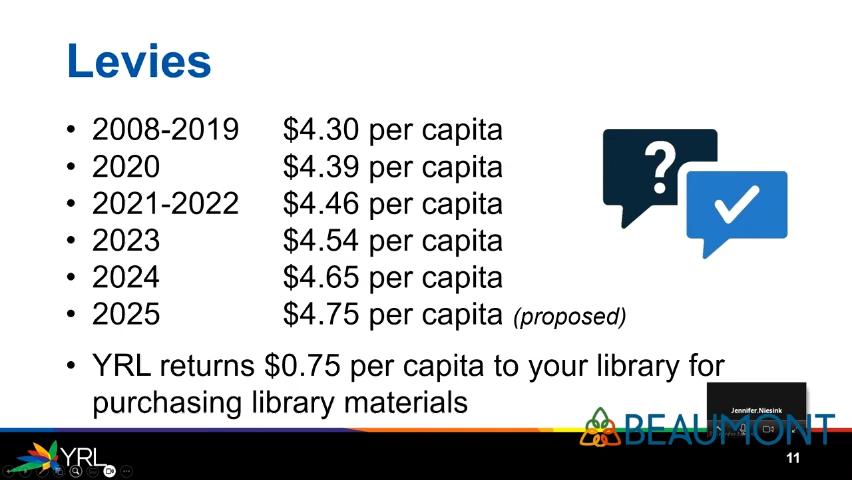 Levies
• 2008-2019 $4.30 per capita
• 2020 $4.39 per capita
• 2021-2022 $4.46 per capita
• 2023 $4.54 per capita
• 2024 $4.65 per capita
• 2025 $4.75 per capita (proposed)
• YRL returns $0.75 per capita to your library for
purchasing library materials
Jennifer.Niesink
BEAUMONT
YRL
11